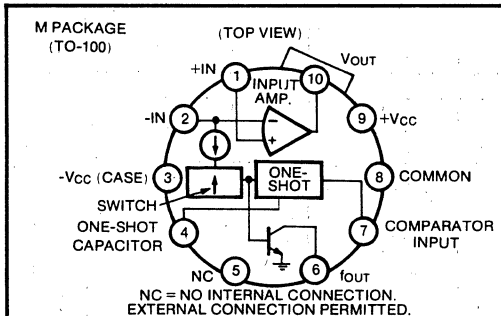 M PACKAGE
(TO-100)
(TOP VIEW)
+IN
1
10
VOUT
INPUT
AMP.
-IN
2
9
+VCC
-
+
-VCC (CASE)
3
ONE-
SHOT
8
COMMON
SWITCH
ONE-SHOT
CAPACITOR
4
7
COMPARATOR
INPUT
NC
5
6
fOUT
NC = NO INTERNAL CONNECTION.
EXTERNAL CONNECTION PERMITTED.